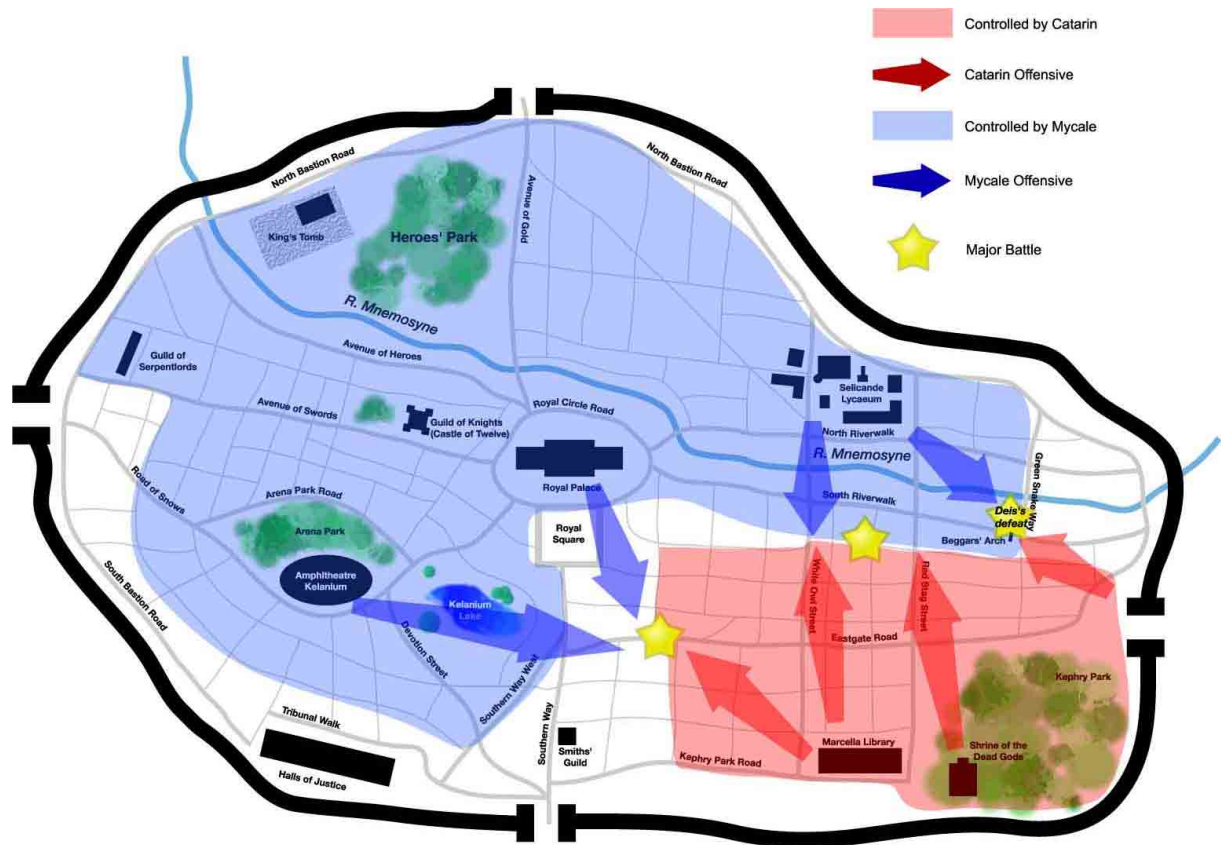 Controlled by Catarin
Catarin Offensive
Controlled by Mycale
Mycale Offensive
Major Battle
North Bastion Road
North Bastion Road
Avenue of Gold
King's Tomb
Heroes' Park
R. Mnemosyne
Guild of
Serpentlords
Avenue of Heroes
Avenue of Swords
Guild of Knights
(Castle of Twelve)
Royal Circle Road
Royal Palace
Selicande
Lycaeum
North Riverwalk
R. Mnemosyne
South Riverwalk
Green Snake Way
Deis's
defeat
Beggars' Arch
Road of Snows
Arena Park Road
Arena Park
Amphitheatre
Kelanium
Royal
Square
Kelanium
Lake
White Owl Street
Red Stag Street
Eastgate Road
South Bastion Road
Devotion Street
Southern Way West
Southern Way
Kephry Park
Tribunal Walk
Halls of Justice
Smiths'
Guild
Kephry Park Road
Marcella Library
Shrine of the
Dead Gods